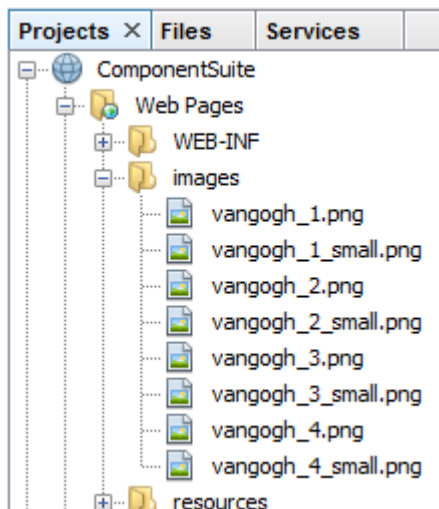 Projects × Files Services
ComponentSuite
Web Pages
WEB-INF
images
vangogh_1.png
vangogh_1_small.png
vangogh_2.png
vangogh_2_small.png
vangogh_3.png
vangogh_3_small.png
vangogh_4.png
vangogh_4_small.png
resources